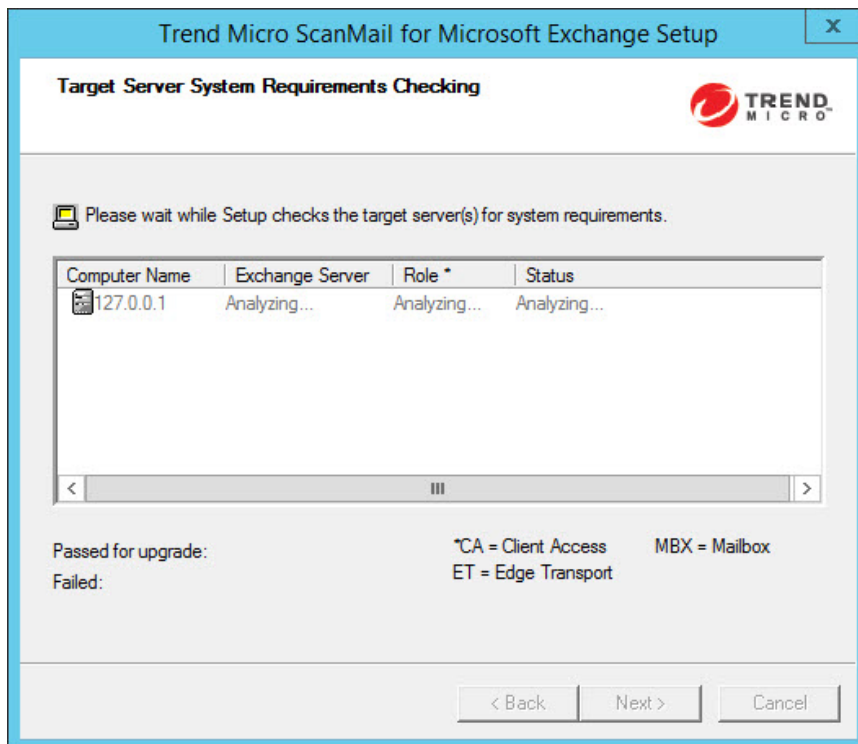 Trend Micro ScanMail for Microsoft Exchange Setup
x
Target Server System Requirements Checking
TREND
MICRO™
Please wait while Setup checks the target server(s) for system requirements.
Computer Name Exchange Server Role * Status
127.0.0.1 Analyzing... Analyzing... Analyzing...
Passed for upgrade:
Failed:
*CA = Client Access MBX = Mailbox
ET = Edge Transport
< Back Next > Cancel